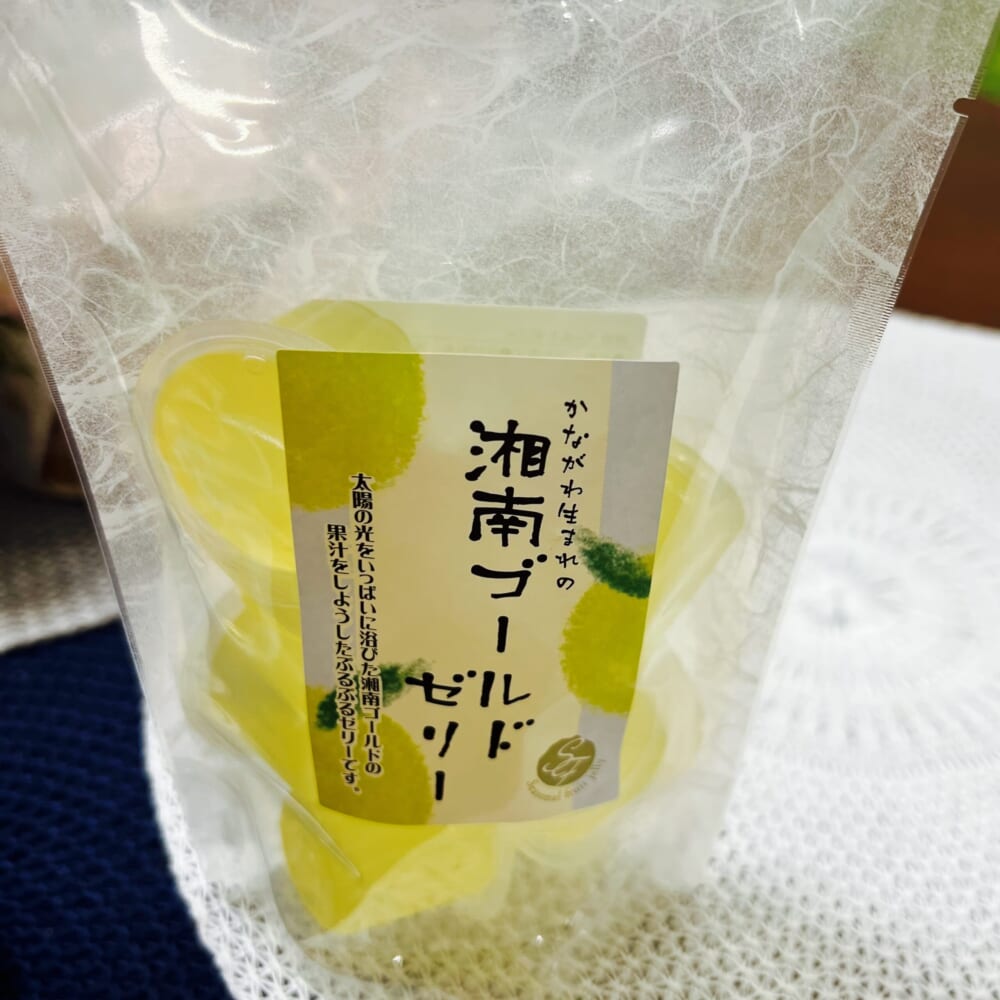 かながわ生まれの
湘南ゴールド
ゼリー
太陽の光をいっぱいに浴びた湘南ゴールドの
果汁をしようしたぷるぷるゼリーです。
SG